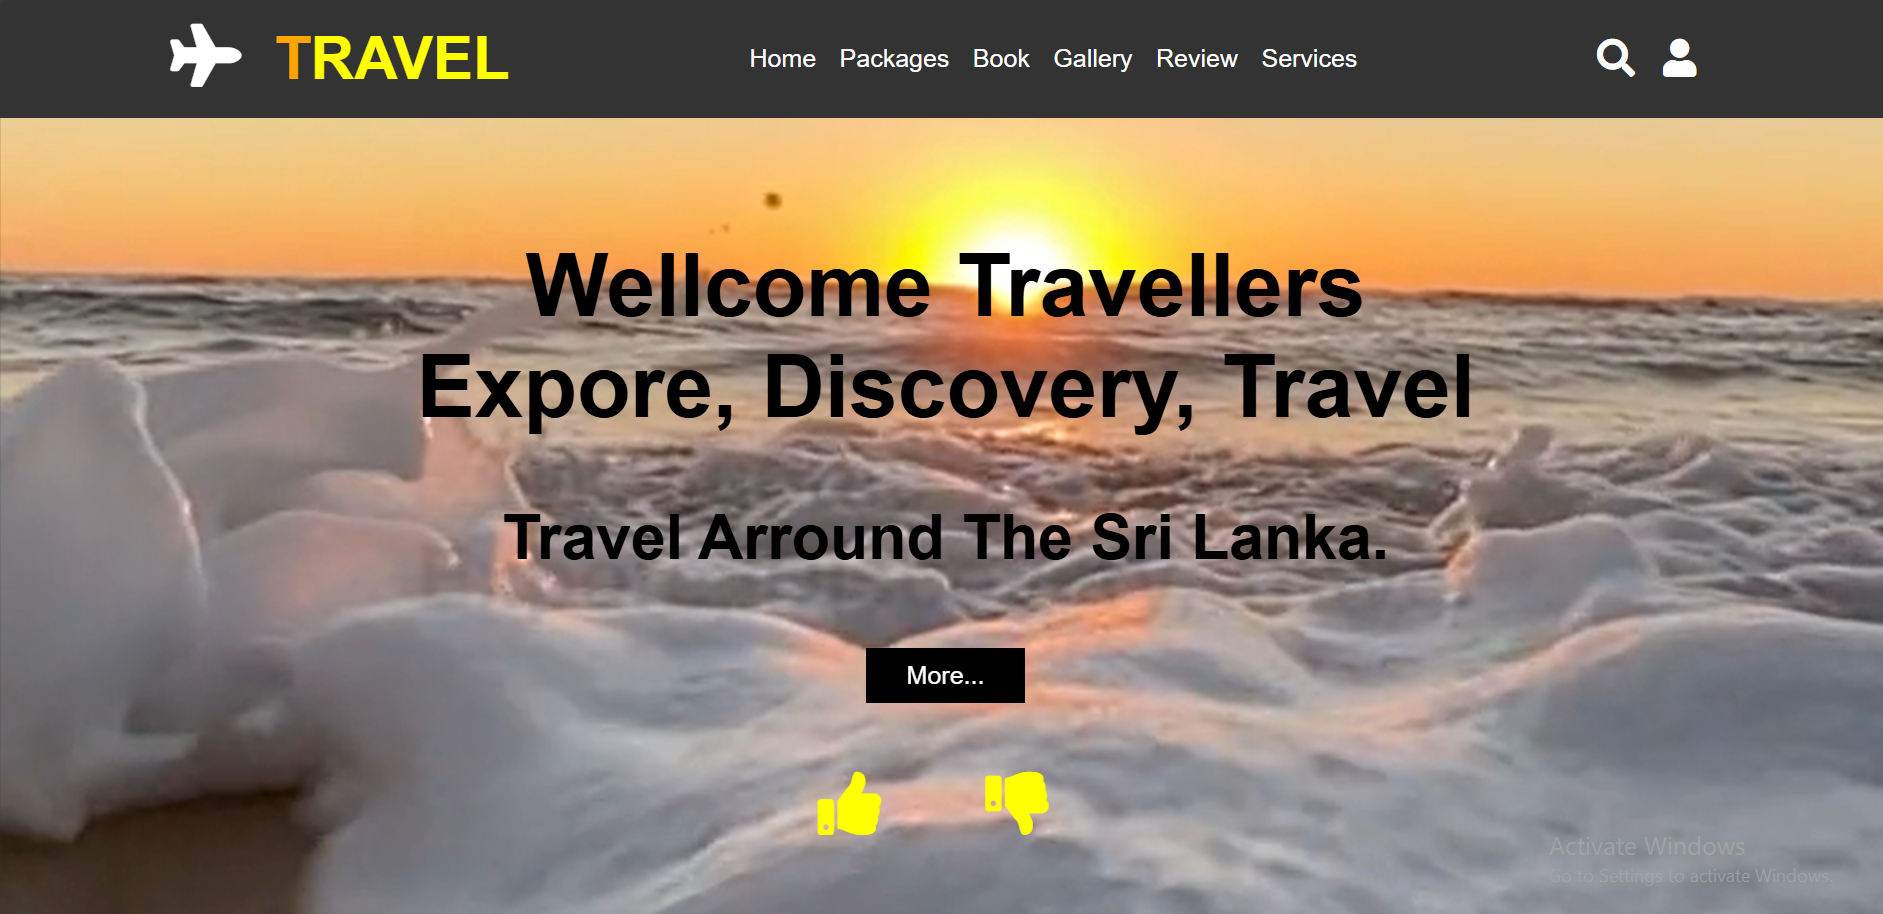 TRAVEL
Home Packages Book Gallery Review Services
Wellcome Travellers
Expore, Discovery, Travel
Travel Arround The Sri Lanka.
More...
Activate Windows
Go to Settings to activate Windows.